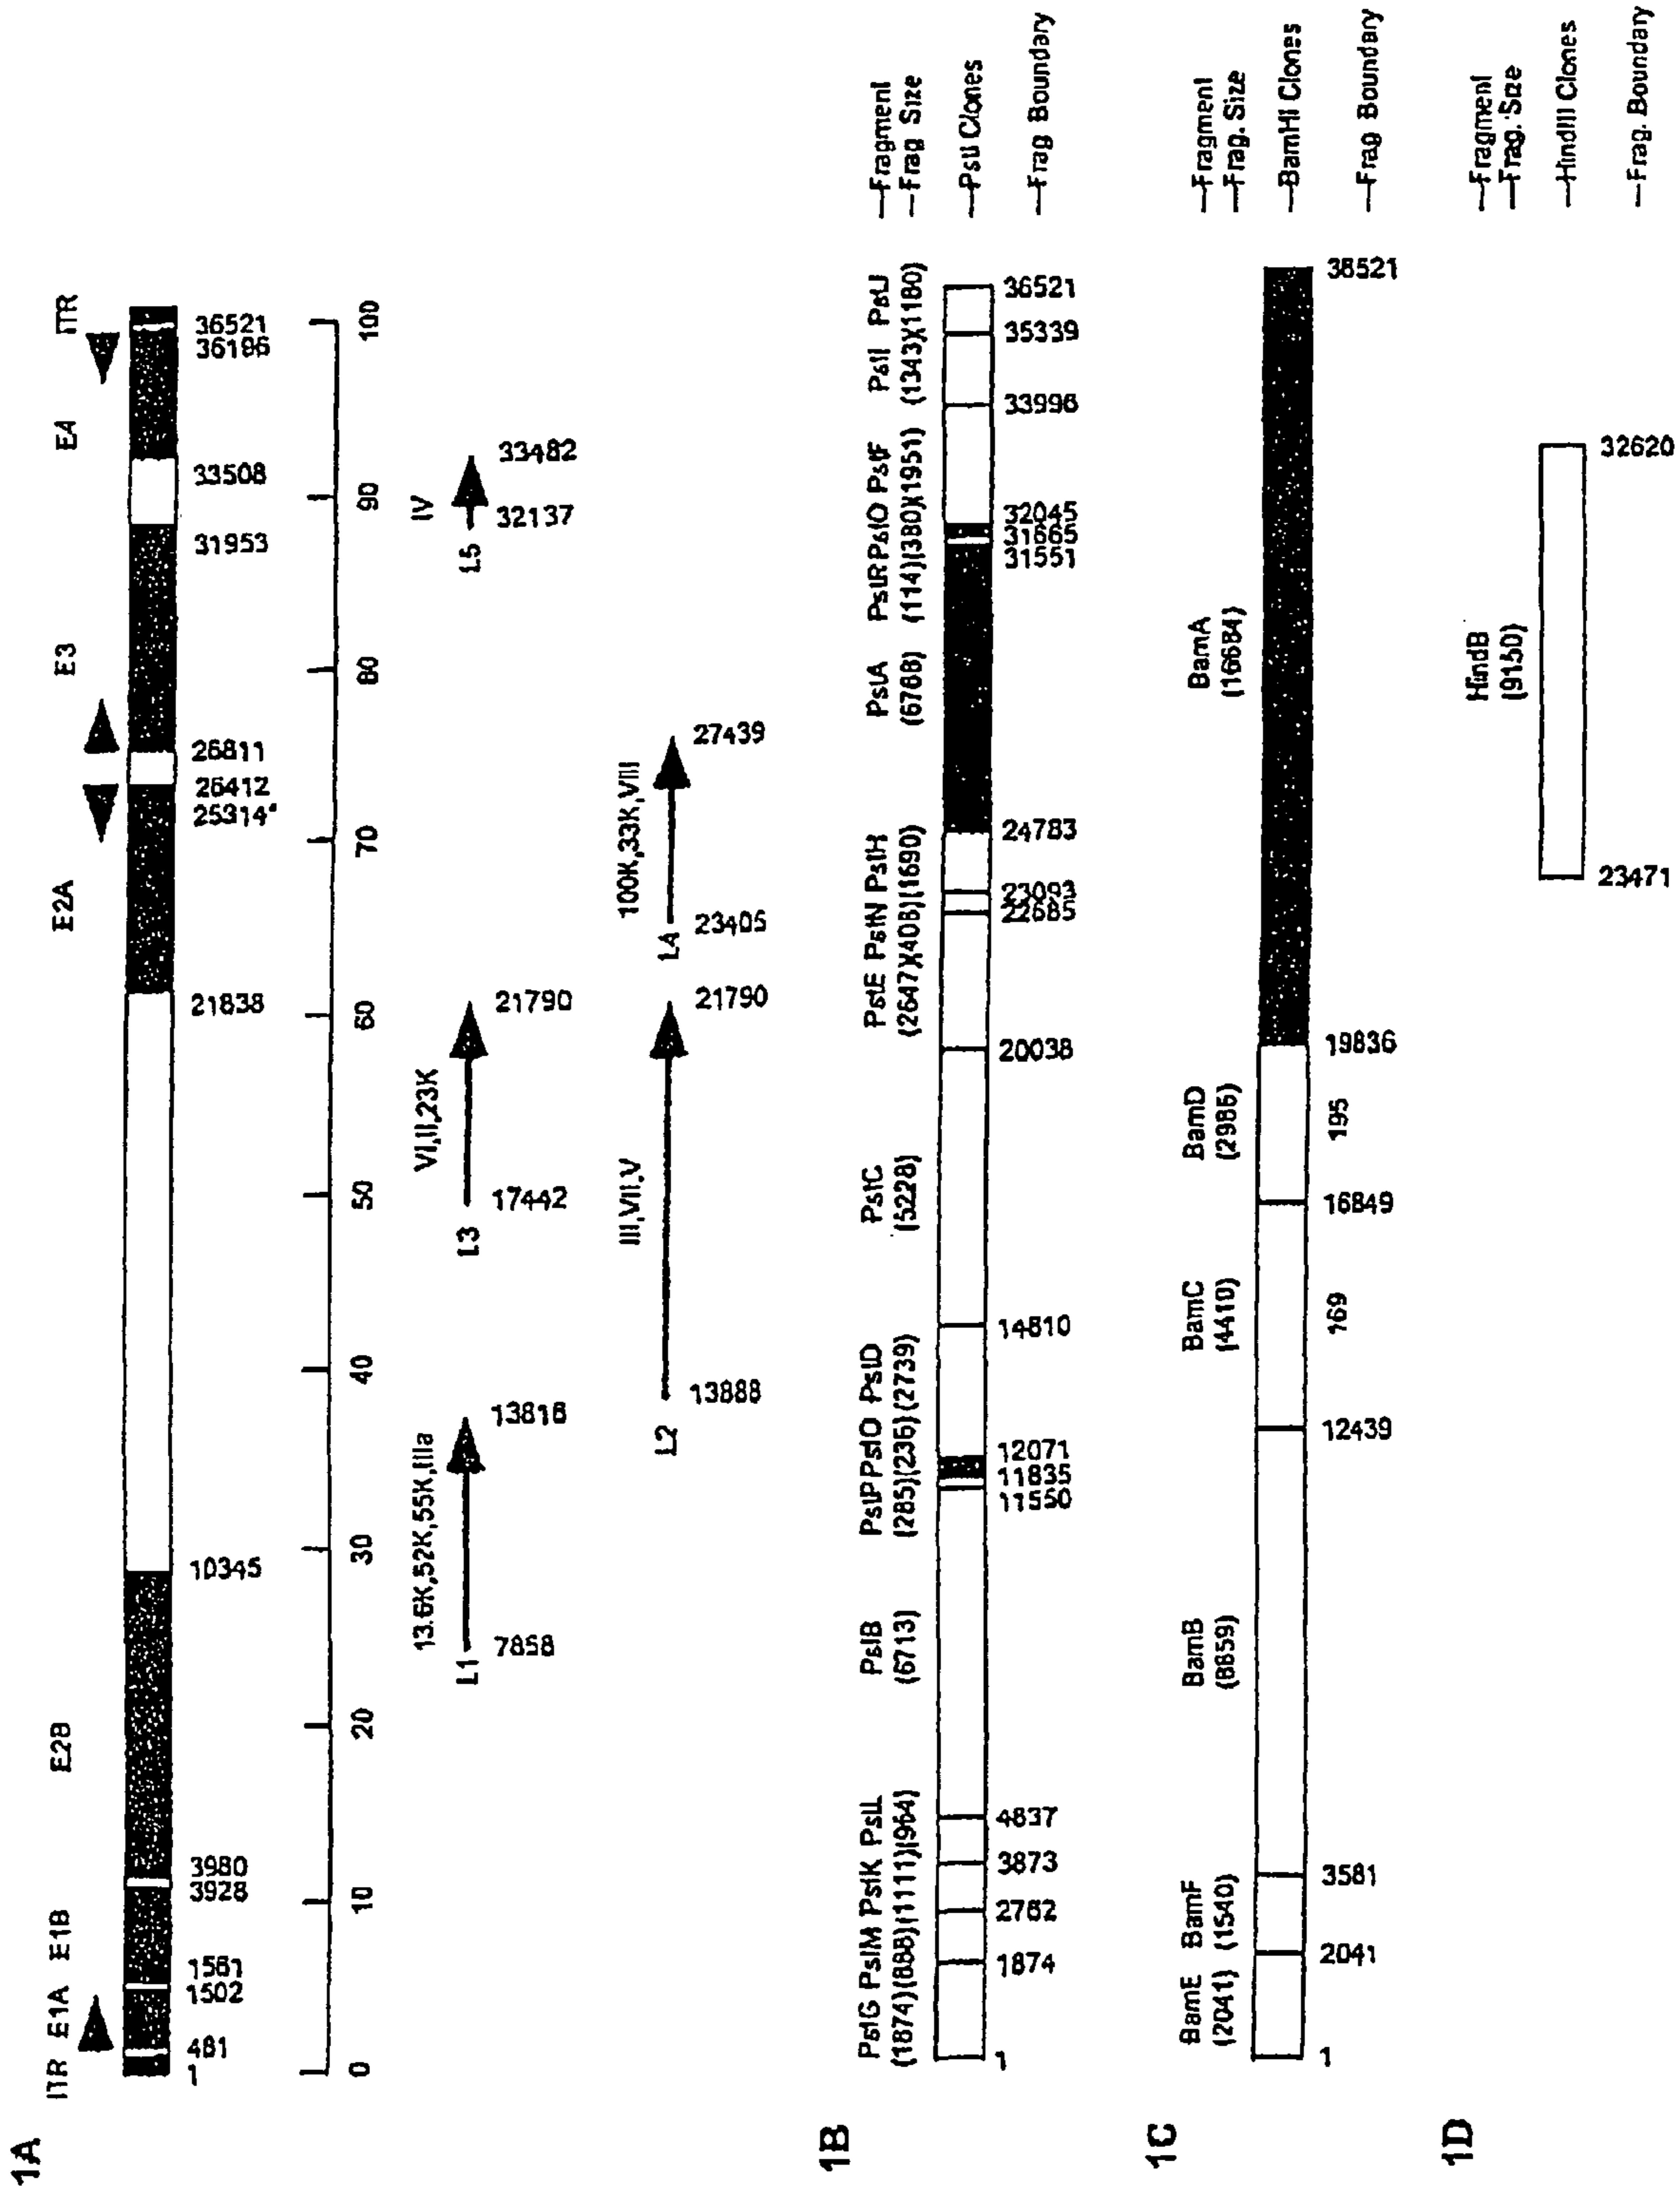 1A
ITR E1A E1B E2B E2A E3 E4 ITR
1 481 1502 1581 3928 3980 10345 21838 25314* 26412 26811 31953 33508 36196 36521
0 10 20 30 40 50 60 70 80 90 100
13.6K,52K,55K,IIIa VI,II,23K IV
L1 L3 L5
7858 13816 17442 21790 32137 33482
III,VII,V 100K,33K,VIII
L2 L4
13888 21790 23405 27439
1B
PstG PstM PstK PstL PstB PstP PstO PstD PstC PstE PstN PstH PstA PstR PstO PstF PstI PstJ —Fragment
(1874)(888)(1111)(964) (6713) (285)(236)(2739) (5228) (2647)(408)(1690) (6768) (114)(380)(1951) (1343)(1180) —Frag Size
—PstI Clones
1 1874 2762 3873 4837 11550 11835 12071 14810 20038 22685 23093 24783 31551 31665 32045 33996 35339 36521 —Frag Boundary
1C
BamE BamF BamB BamC BamD BamA —Fragment
(2041) (1540) (8859) (4410) (2986) (16684) —Frag. Size
—BamHI Clones
1 2041 3581 12439 169 16849 195 19836 36521 —Frag Boundary
1D
HindB —Fragment
(9150) —Frag. Size
—HindIII Clones
23471 32620 —Frag. Boundary